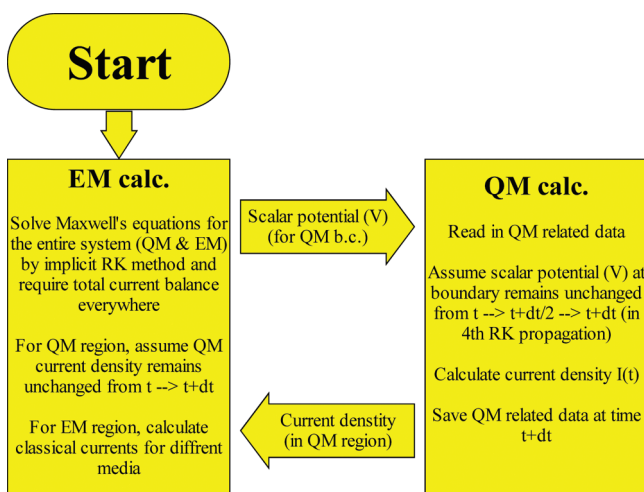 Start
EM calc.
Solve Maxwell's equations for
the entire system (QM & EM)
by implicit RK method and
require total current balance
everywhere
For QM region, assume QM
current density remains
unchanged from t --> t+dt
For EM region, calculate
classical currents for diffrent
media
Scalar potential (V)
(for QM b.c.)
Current denstity
(in QM region)
QM calc.
Read in QM related data
Assume scalar potential (V) at
boundary remains unchanged
from t --> t+dt/2 --> t+dt (in
4th RK propagation)
Calculate current density I(t)
Save QM related data at time
t+dt